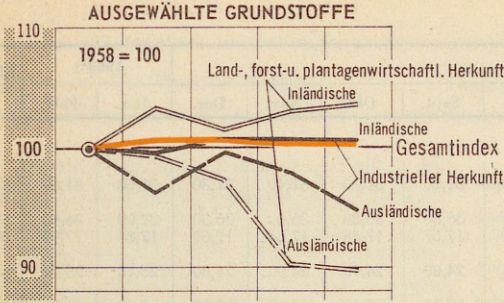 AUSGEWÄHLTE GRUNDSTOFFE
110
1958 = 100
Land-, forst-u. plantagenwirtschaftl. Herkunft
Inländische
Inländische
100
Gesamtindex
Industrieller Herkunft
Ausländische
Ausländische
90